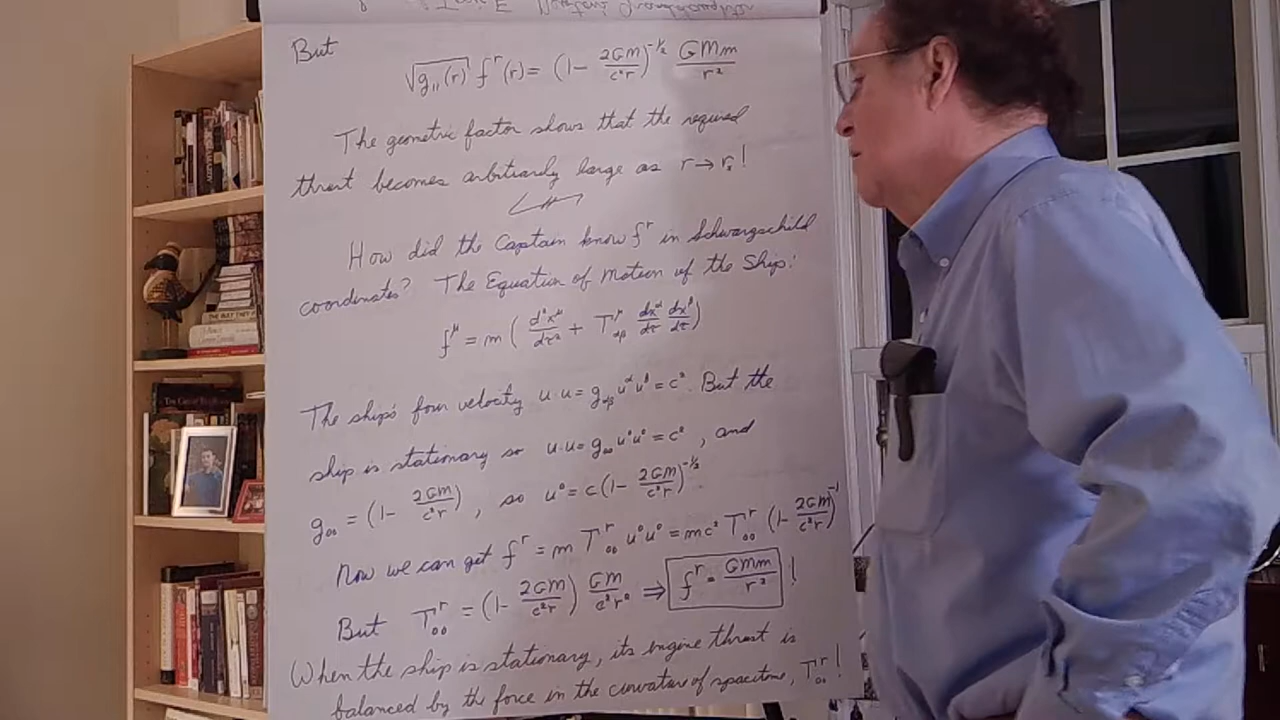 But
√g₁₁(r) fʳ(r) = (1 - 2GM/c²r)^-1/2 GMm/r²
The geometric factor shows that the required
thrust becomes arbitrarily large as r → rₛ!
How did the Captain know fʳ in Schwarzschild
coordinates? The Equation of Motion of the Ship:
f^μ = m ( d²x^μ/dτ² + Γ^μ_αβ dx^α/dτ dx^β/dτ )
The ship's four velocity u·u = g_αβ u^α u^β = c². But the
ship is stationary so u·u = g₀₀ u⁰u⁰ = c², and
g₀₀ = (1 - 2GM/c²r), so u⁰ = c(1 - 2GM/c²r)^-1/2
Now we can get fʳ = m Γʳ₀₀ u⁰u⁰ = mc² Γʳ₀₀ (1 - 2GM/c²r)^-1
But Γʳ₀₀ = (1 - 2GM/c²r) GM/c²r² ⇒ fʳ = GMm/r² !
When the ship is stationary, its engine thrust is
balanced by the force in the curvature of spacetime, Γʳ₀₀!